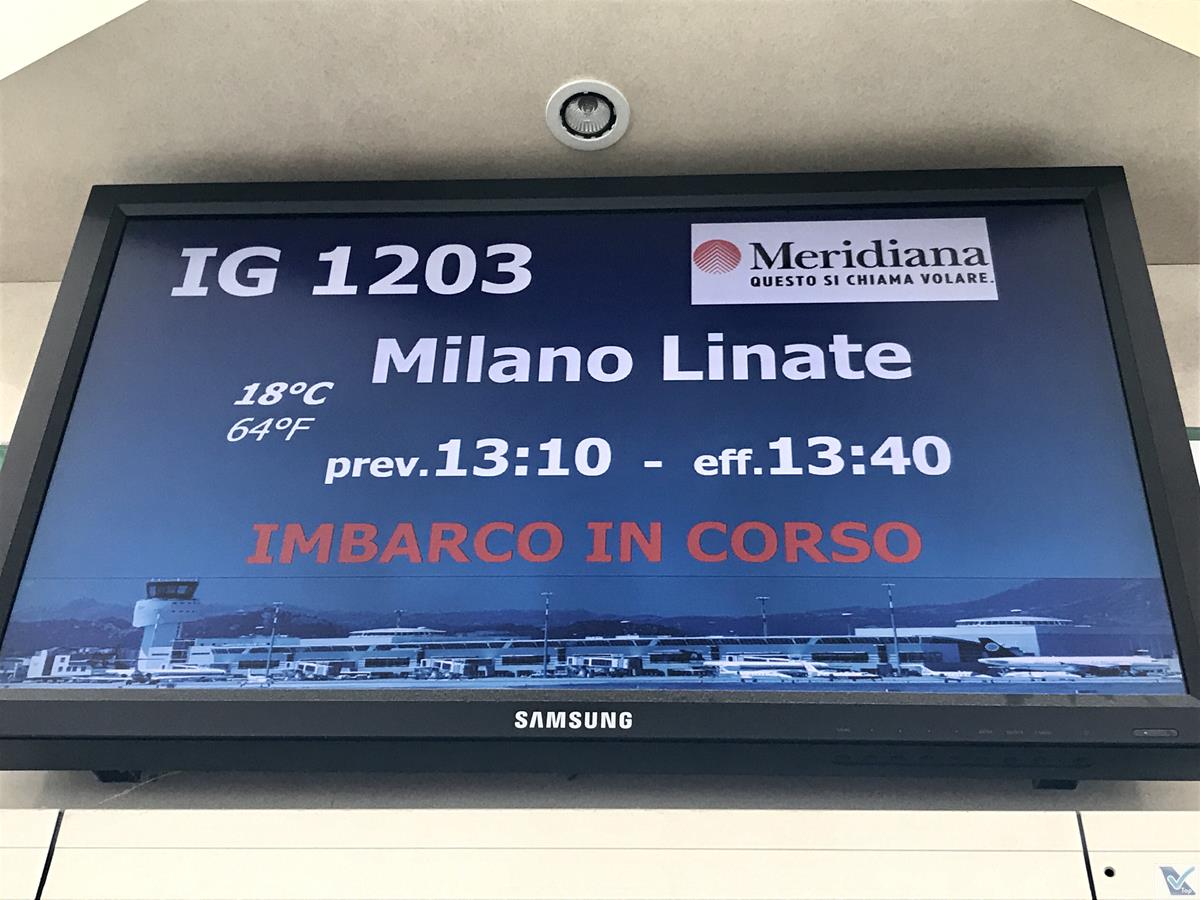 IG 1203
Meridiana
QUESTO SI CHIAMA VOLARE.
Milano Linate
18°C
64°F
prev.13:10 - eff.13:40
IMBARCO IN CORSO
SAMSUNG
Top